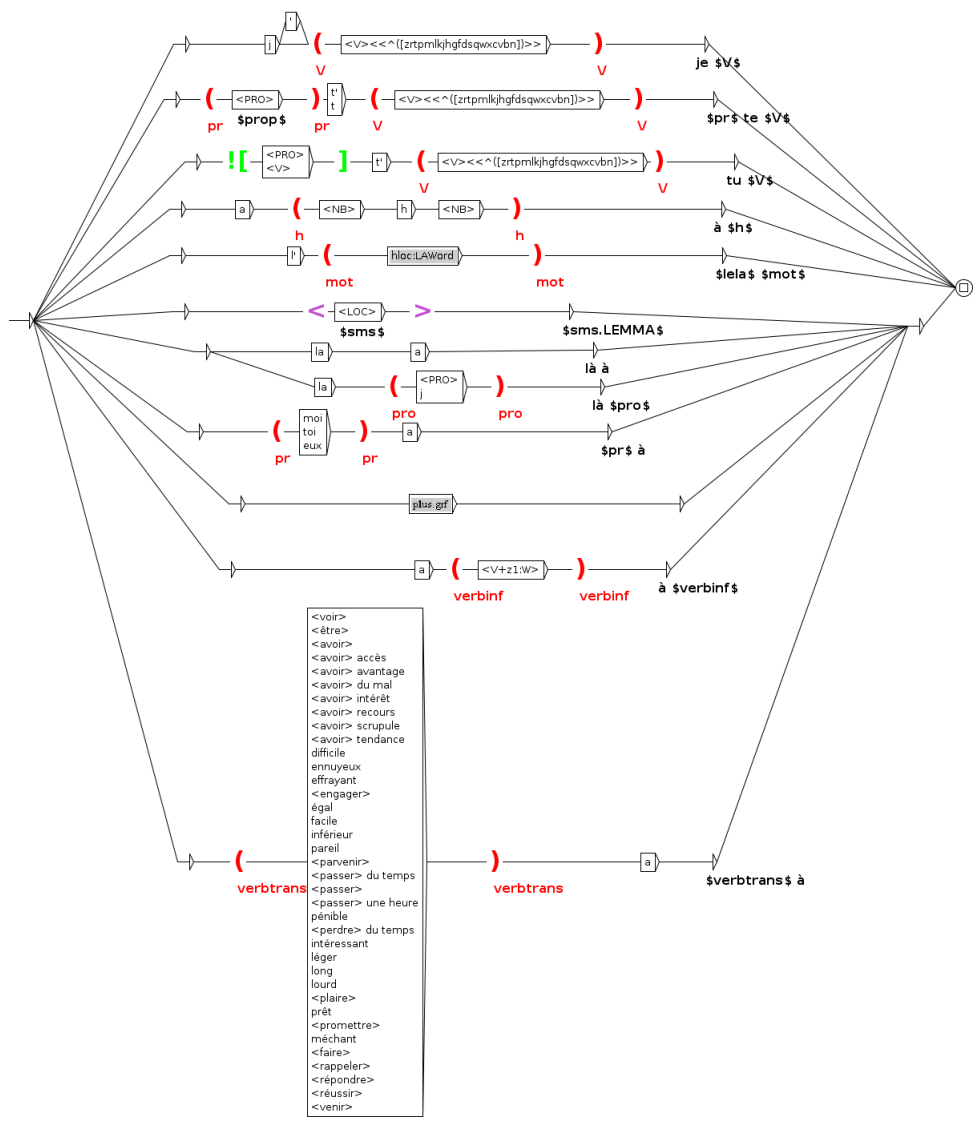 '
j ( <V><<^([zrtpmlkjhgfdsqwxcvbn])>> )
V V je $V$
( <PRO> ) t' ( <V><<^([zrtpmlkjhgfdsqwxcvbn])>> )
t
pr $prop$ pr V V $pr$ te $V$
![ <PRO> ] t' ( <V><<^([zrtpmlkjhgfdsqwxcvbn])>> )
<V>
V V tu $V$
a ( <NB> h <NB> )
h h à $h$
l' ( hloc:LAWord )
mot mot $lela$ $mot$
< <LOC> >
$sms$ $sms.LEMMA$
la a
là à
la ( <PRO> )
j
pro pro là $pro$
( moi ) a
toi
eux
pr pr $pr$ à
plus.grf
a ( <V+z1:W> )
verbinf verbinf à $verbinf$
<voir>
<être>
<avoir>
<avoir> accès
<avoir> avantage
<avoir> du mal
<avoir> intérêt
<avoir> recours
<avoir> scrupule
<avoir> tendance
difficile
ennuyeux
effrayant
<engager>
égal
facile
inférieur
pareil
<parvenir>
<passer> du temps
<passer>
<passer> une heure
pénible
<perdre> du temps
intéressant
léger
long
lourd
<plaire>
prêt
<promettre>
méchant
<faire>
<rappeler>
<répondre>
<réussir>
<venir>
( ) a
verbtrans verbtrans $verbtrans$ à